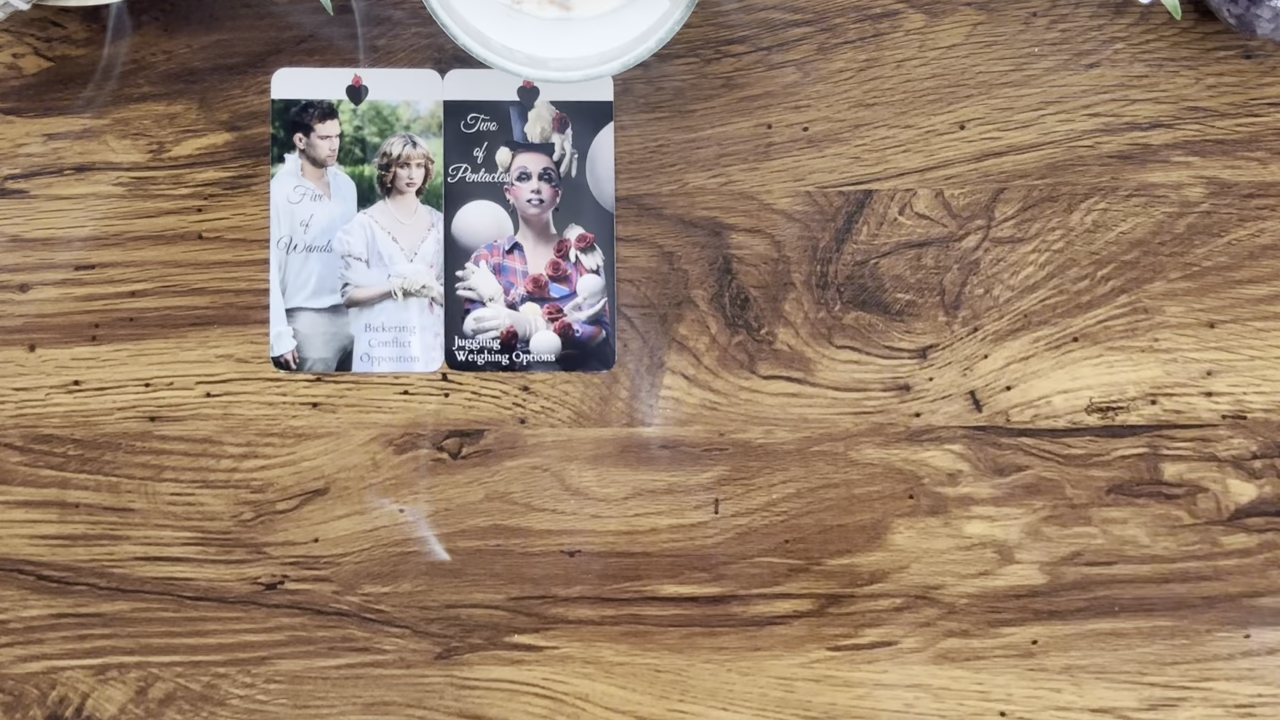 Five
of
Wands
Bickering
Conflict
Opposition
Two
of
Pentacles
Juggling
Weighing Options